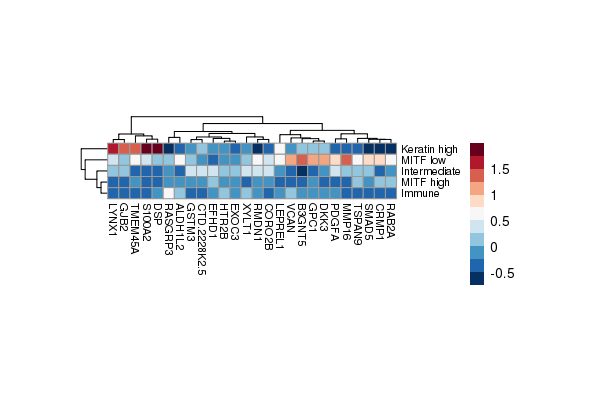 Keratin high
MITF low
Intermediate
MITF high
Immune
LYNX1
GJB2
TMEM45A
S100A2
DSP
RASGRP3
ALDH1L2
GSTM3
CTD.2228K2.5
EFHD1
HTR2B
EXOC3
XYLT1
RMDN1
CORO2B
LEPREL1
VCAN
B3GNT5
GPC1
DKK3
PDGFA
MMP16
TSPAN9
SMAD5
CRMP1
RAB2A
1.5
1
0.5
0
-0.5